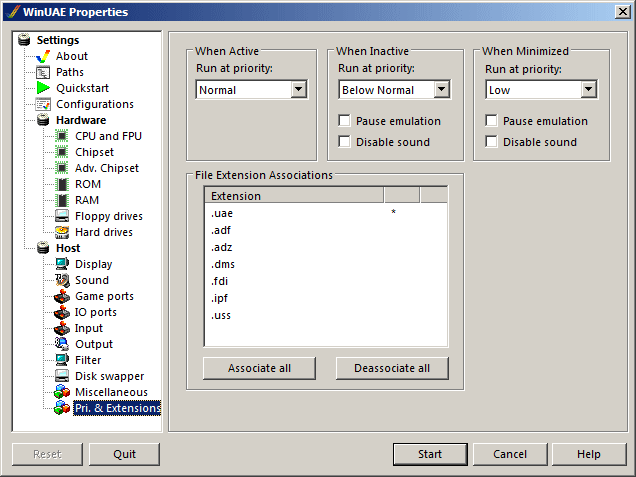 WinUAE Properties
Settings
About
Paths
Quickstart
Configurations
Hardware
CPU and FPU
Chipset
Adv. Chipset
ROM
RAM
Floppy drives
Hard drives
Host
Display
Sound
Game ports
IO ports
Input
Output
Filter
Disk swapper
Miscellaneous
Pri. & Extensions
When Active
Run at priority:
Normal
When Inactive
Run at priority:
Below Normal
Pause emulation
Disable sound
When Minimized
Run at priority:
Low
Pause emulation
Disable sound
File Extension Associations
Extension
.uae *
.adf
.adz
.dms
.fdi
.ipf
.uss
Associate all
Deassociate all
Reset
Quit
Start
Cancel
Help